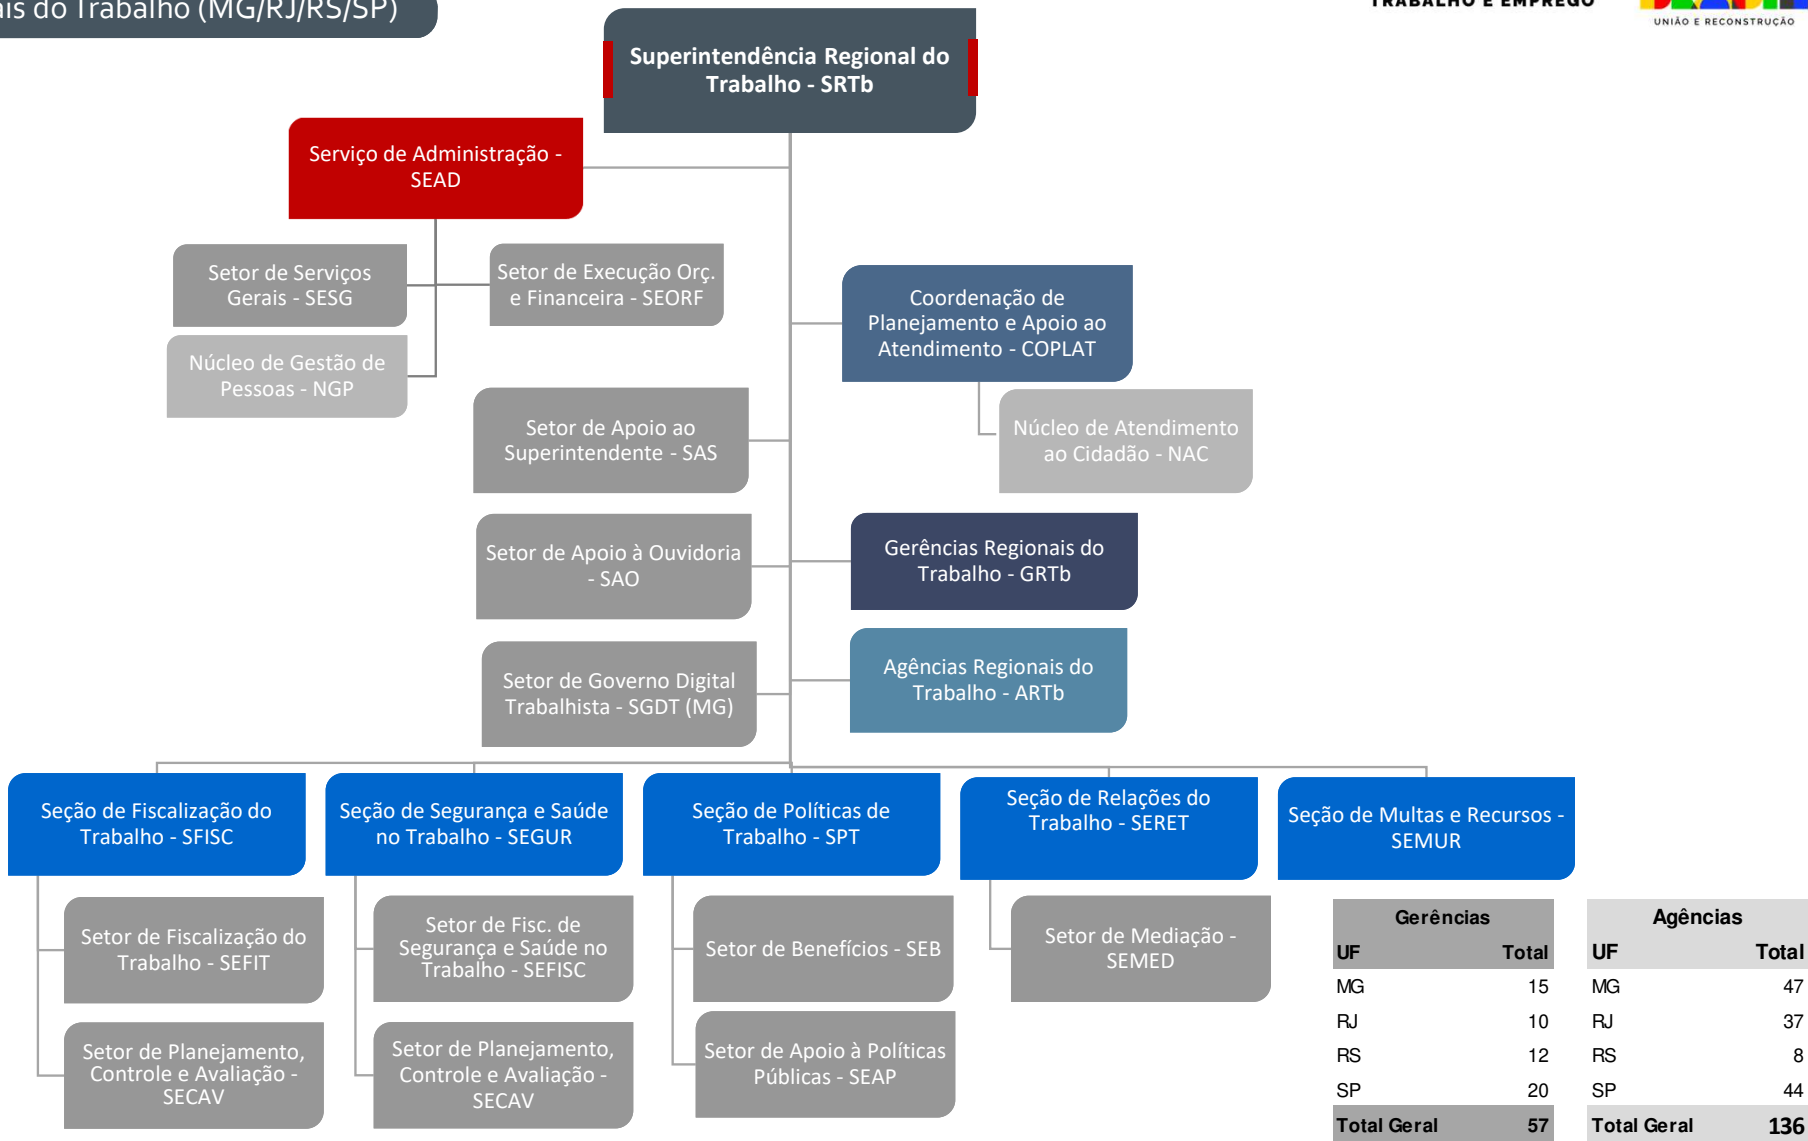 do Trabalho (MG/RJ/RS/SP)
TRABALHO E EMPREGO
UNIÃO E RECONSTRUÇÃO
Superintendência Regional do
Trabalho - SRTb
Serviço de Administração -
SEAD
Setor de Serviços
Gerais - SESG
Setor de Execução Orç.
e Financeira - SEORF
Núcleo de Gestão de
Pessoas - NGP
Coordenação de
Planejamento e Apoio ao
Atendimento - COPLAT
Núcleo de Atendimento
ao Cidadão - NAC
Setor de Apoio ao
Superintendente - SAS
Setor de Apoio à Ouvidoria
- SAO
Gerências Regionais do
Trabalho - GRTb
Setor de Governo Digital
Trabalhista - SGDT (MG)
Agências Regionais do
Trabalho - ARTb
Seção de Fiscalização do
Trabalho - SFISC
Seção de Segurança e Saúde
no Trabalho - SEGUR
Seção de Políticas de
Trabalho - SPT
Seção de Relações do
Trabalho - SERET
Seção de Multas e Recursos -
SEMUR
Setor de Fiscalização do
Trabalho - SEFIT
Setor de Planejamento,
Controle e Avaliação -
SECAV
Setor de Fisc. de
Segurança e Saúde no
Trabalho - SEFISC
Setor de Planejamento,
Controle e Avaliação -
SECAV
Setor de Benefícios - SEB
Setor de Apoio à Políticas
Públicas - SEAP
Setor de Mediação -
SEMED
Gerências
UF Total
MG 15
RJ 10
RS 12
SP 20
Total Geral 57
Agências
UF Total
MG 47
RJ 37
RS 8
SP 44
Total Geral 136